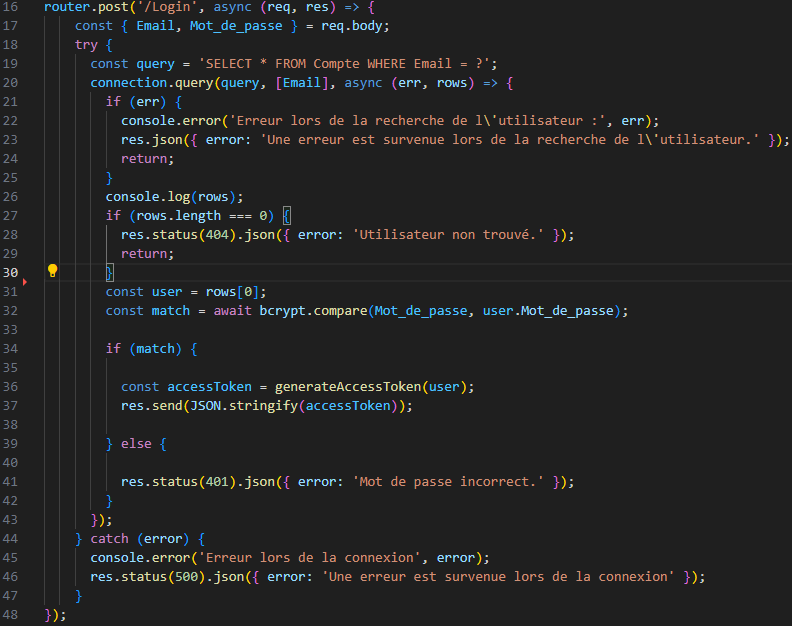 16 router.post('/Login', async (req, res) => {
17 const { Email, Mot_de_passe } = req.body;
18 try {
19 const query = 'SELECT * FROM Compte WHERE Email = ?';
20 connection.query(query, [Email], async (err, rows) => {
21 if (err) {
22 console.error('Erreur lors de la recherche de l\'utilisateur :', err);
23 res.json({ error: 'Une erreur est survenue lors de la recherche de l\'utilisateur.' });
24 return;
25 }
26 console.log(rows);
27 if (rows.length === 0) {
28 res.status(404).json({ error: 'Utilisateur non trouvé.' });
29 return;
30 }
31 const user = rows[0];
32 const match = await bcrypt.compare(Mot_de_passe, user.Mot_de_passe);
33
34 if (match) {
35
36 const accessToken = generateAccessToken(user);
37 res.send(JSON.stringify(accessToken));
38
39 } else {
40
41 res.status(401).json({ error: 'Mot de passe incorrect.' });
42 }
43 });
44 } catch (error) {
45 console.error('Erreur lors de la connexion', error);
46 res.status(500).json({ error: 'Une erreur est survenue lors de la connexion' });
47 }
48 });